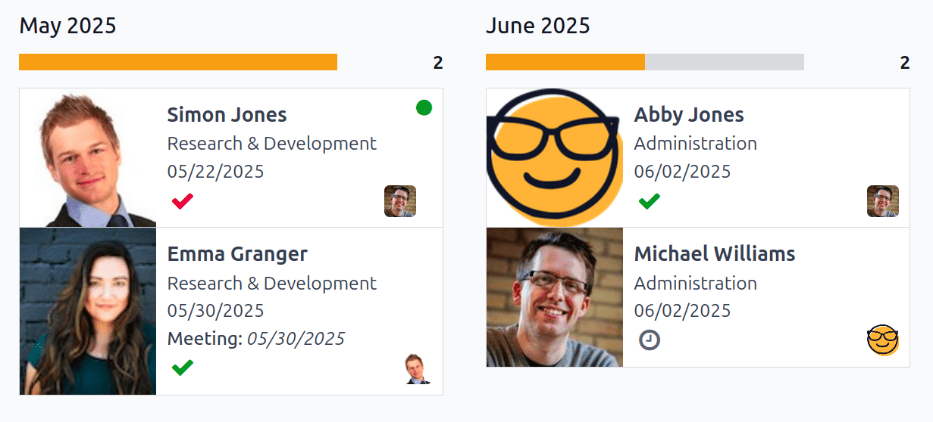 May 2025
2
Simon Jones
Research & Development
05/22/2025
Emma Granger
Research & Development
05/30/2025
Meeting: 05/30/2025
June 2025
2
Abby Jones
Administration
06/02/2025
Michael Williams
Administration
06/02/2025